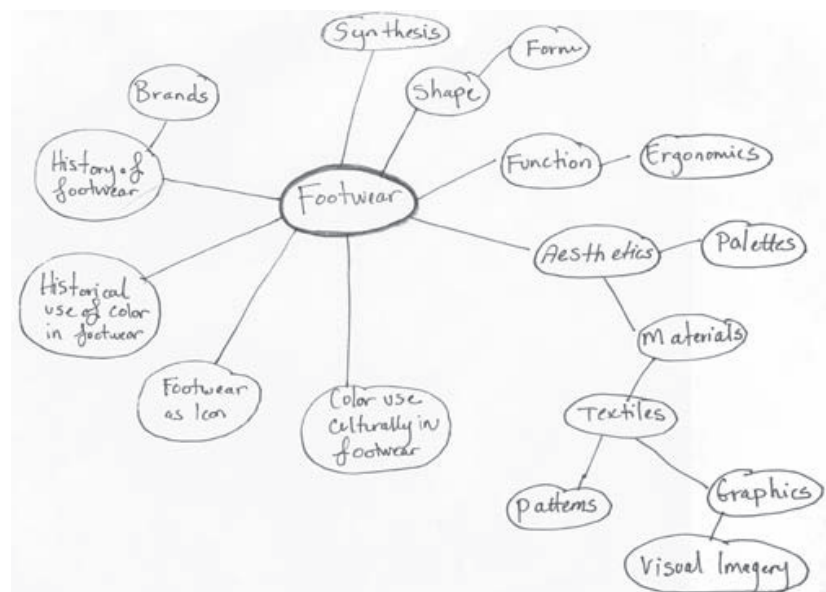 Synthesis
Form
Shape
Brands
History of
footwear
Footwear
Function
Ergonomics
Aesthetics
Palettes
Historical
use of color
in footwear
Materials
Footwear
as Icon
Color use
culturally in
footwear
Textiles
Patterns
Graphics
Visual Imagery